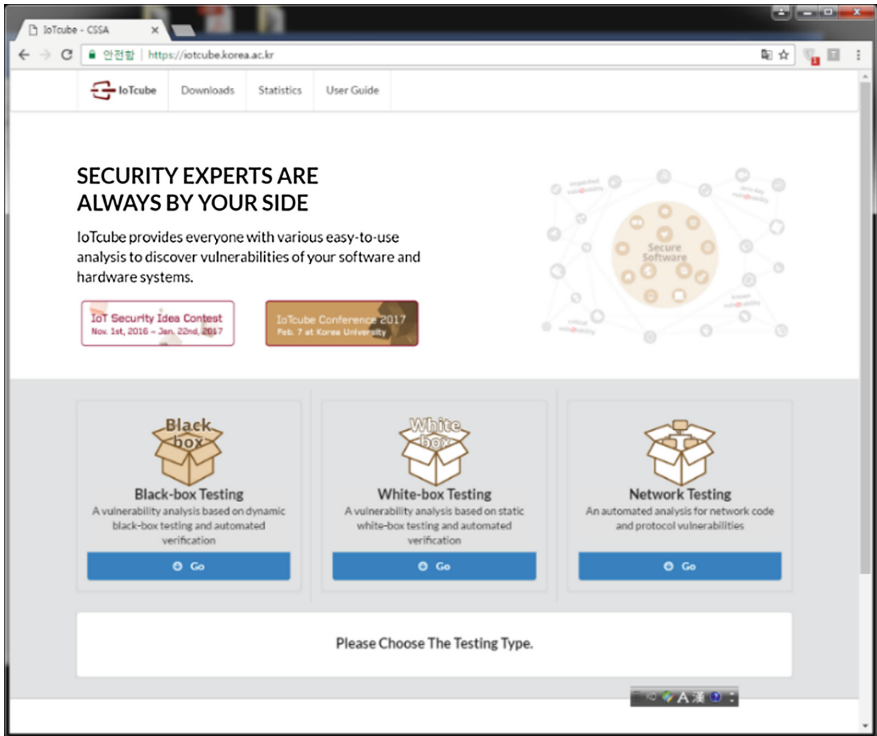 IoTcube - CSSA
안전함 https://iotcube.korea.ac.kr
IoTcube Downloads Statistics User Guide
SECURITY EXPERTS ARE
ALWAYS BY YOUR SIDE
IoTcube provides everyone with various easy-to-use
analysis to discover vulnerabilities of your software and
hardware systems.
IoT Security Idea Contest
Nov. 1st, 2016 ~ Jan. 22nd, 2017
IoTcube Conference 2017
Feb. 7 at Korea University
Secure
Software
Black
box
Black-box Testing
A vulnerability analysis based on dynamic
black-box testing and automated
verification
Go
White
box
White-box Testing
A vulnerability analysis based on static
white-box testing and automated
verification
Go
Network Testing
An automated analysis for network code
and protocol vulnerabilities
Go
Please Choose The Testing Type.
A 漢